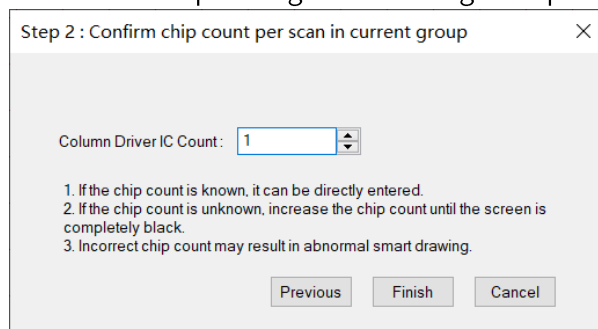 Step 2 : Confirm chip count per scan in current group
Column Driver IC Count : 1
1. If the chip count is known, it can be directly entered.
2. If the chip count is unknown, increase the chip count until the screen is
completely black.
3. Incorrect chip count may result in abnormal smart drawing.
Previous Finish Cancel